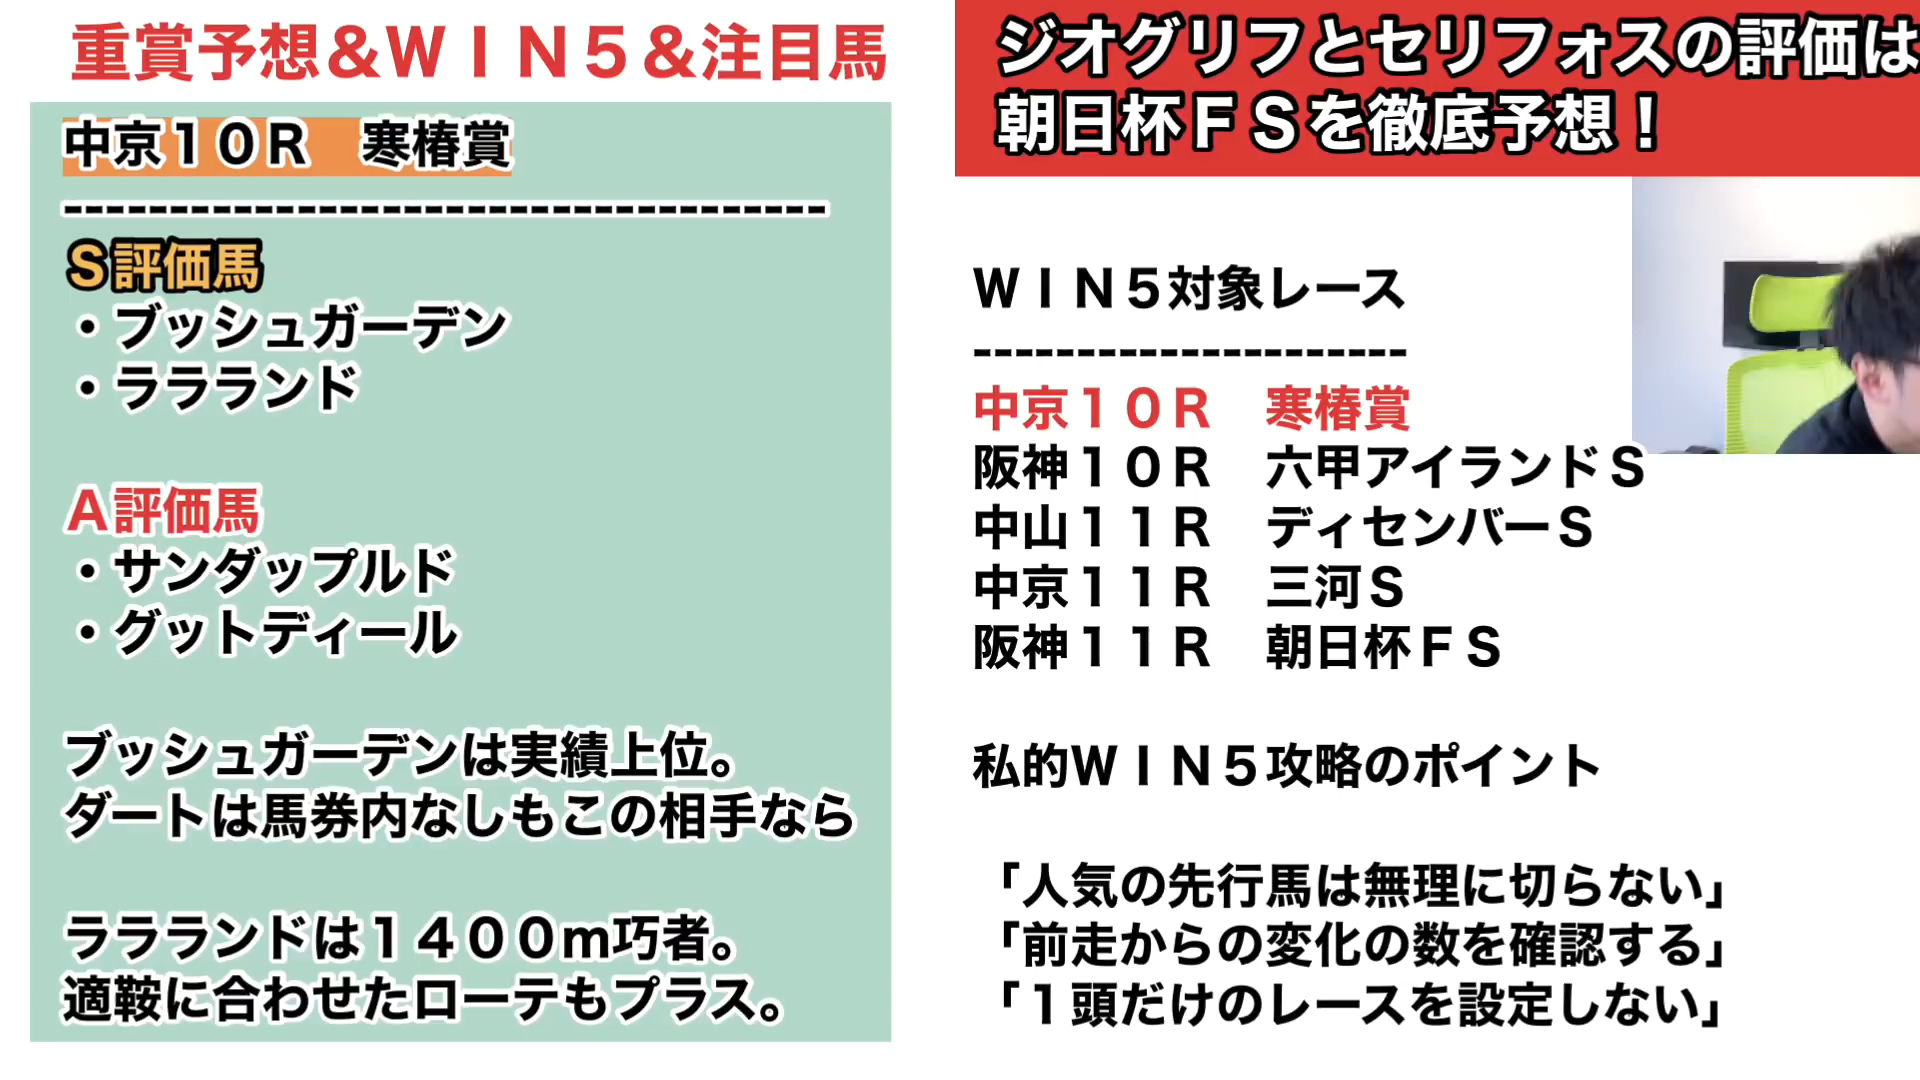 重賞予想＆ＷＩＮ５＆注目馬
中京１０Ｒ　寒椿賞
------------------------------------
Ｓ評価馬
・ブッシュガーデン
・ララランド
Ａ評価馬
・サンダップルド
・グットディール
ブッシュガーデンは実績上位。
ダートは馬券内なしもこの相手なら
ララランドは１４００ｍ巧者。
適鞍に合わせたローテもプラス。
ジオグリフとセリフォスの評価は
朝日杯ＦＳを徹底予想！
ＷＩＮ５対象レース
---------------------
中京１０Ｒ　寒椿賞
阪神１０Ｒ　六甲アイランドＳ
中山１１Ｒ　ディセンバーＳ
中京１１Ｒ　三河Ｓ
阪神１１Ｒ　朝日杯ＦＳ
私的ＷＩＮ５攻略のポイント
「人気の先行馬は無理に切らない」
「前走からの変化の数を確認する」
「１頭だけのレースを設定しない」